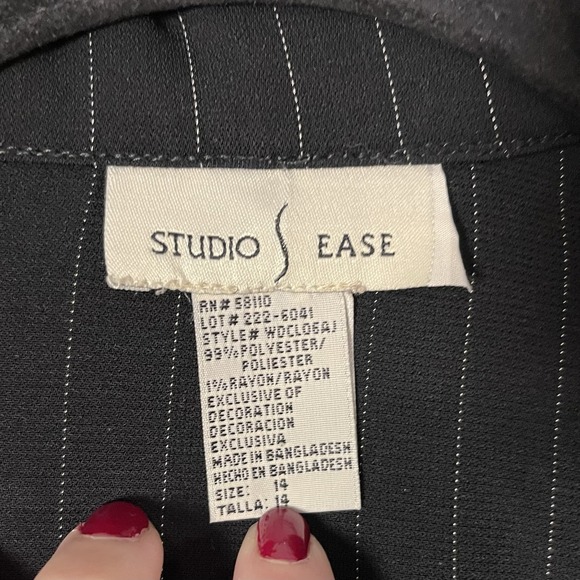 STUDIO EASE
RN# 58110
LOT# 222-6041
STYLE# WDCL06AJ
99%POLYESTER/
POLIESTER
1%RAYON/RAYON
EXCLUSIVE OF
DECORATION
DECORACION
EXCLUSIVA
MADE IN BANGLADESH
HECHO EN BANGLADESH
SIZE: 14
TALLA: 14